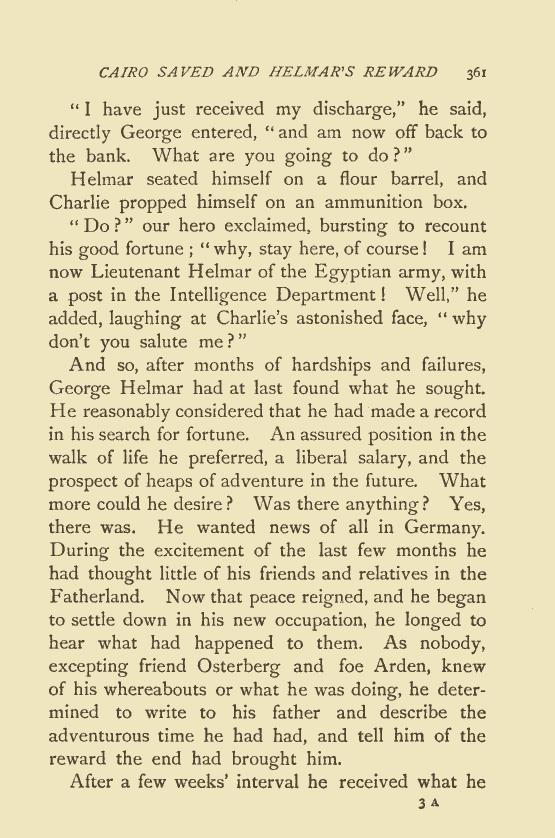 CAIRO SAVED AND HELMAR'S REWARD 361
“I have just received my discharge,” he said,
directly George entered, “and am now off back to
the bank. What are you going to do?”
Helmar seated himself on a flour barrel, and
Charlie propped himself on an ammunition box.
“Do?” our hero exclaimed, bursting to recount
his good fortune; “why, stay here, of course! I am
now Lieutenant Helmar of the Egyptian army, with
a post in the Intelligence Department! Well,” he
added, laughing at Charlie’s astonished face, “why
don’t you salute me?”
And so, after months of hardships and failures,
George Helmar had at last found what he sought.
He reasonably considered that he had made a record
in his search for fortune. An assured position in the
walk of life he preferred, a liberal salary, and the
prospect of heaps of adventure in the future. What
more could he desire? Was there anything? Yes,
there was. He wanted news of all in Germany.
During the excitement of the last few months he
had thought little of his friends and relatives in the
Fatherland. Now that peace reigned, and he began
to settle down in his new occupation, he longed to
hear what had happened to them. As nobody,
excepting friend Osterberg and foe Arden, knew
of his whereabouts or what he was doing, he deter-
mined to write to his father and describe the
adventurous time he had had, and tell him of the
reward the end had brought him.
After a few weeks’ interval he received what he
3 A